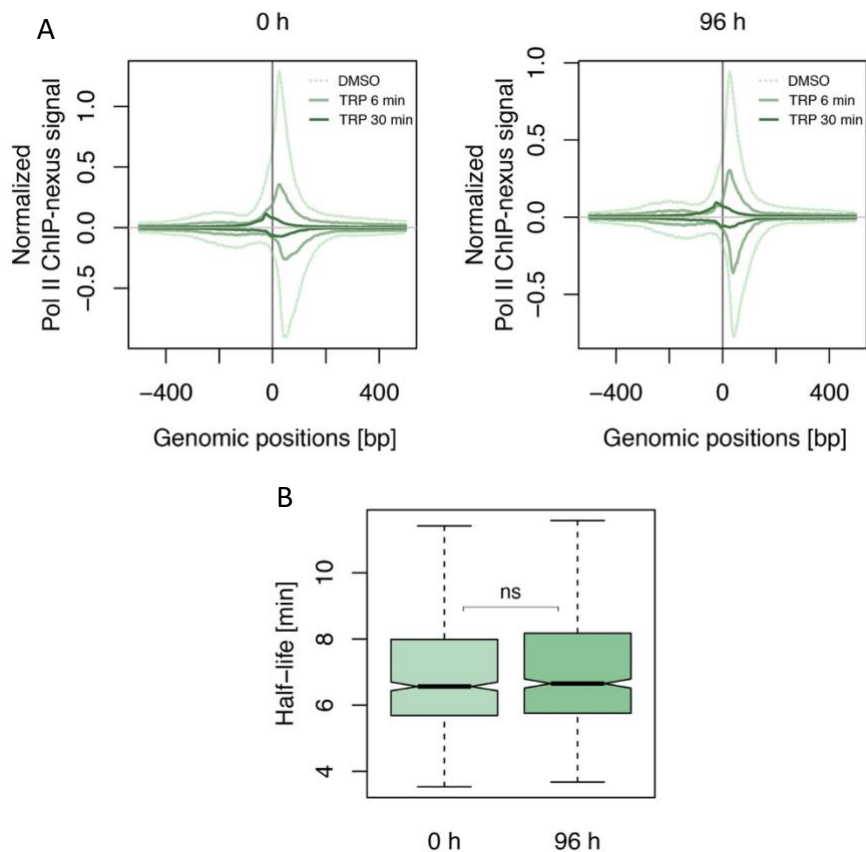 A
0 h
Normalized
Pol II ChIP-nexus signal
1.0
0.5
0.0
−0.5
DMSO
TRP 6 min
TRP 30 min
−400
0
400
Genomic positions [bp]
96 h
Normalized
Pol II ChIP-nexus signal
1.0
0.5
0.0
−0.5
DMSO
TRP 6 min
TRP 30 min
−400
0
400
Genomic positions [bp]
B
Half−life [min]
10
8
6
4
ns
0 h
96 h